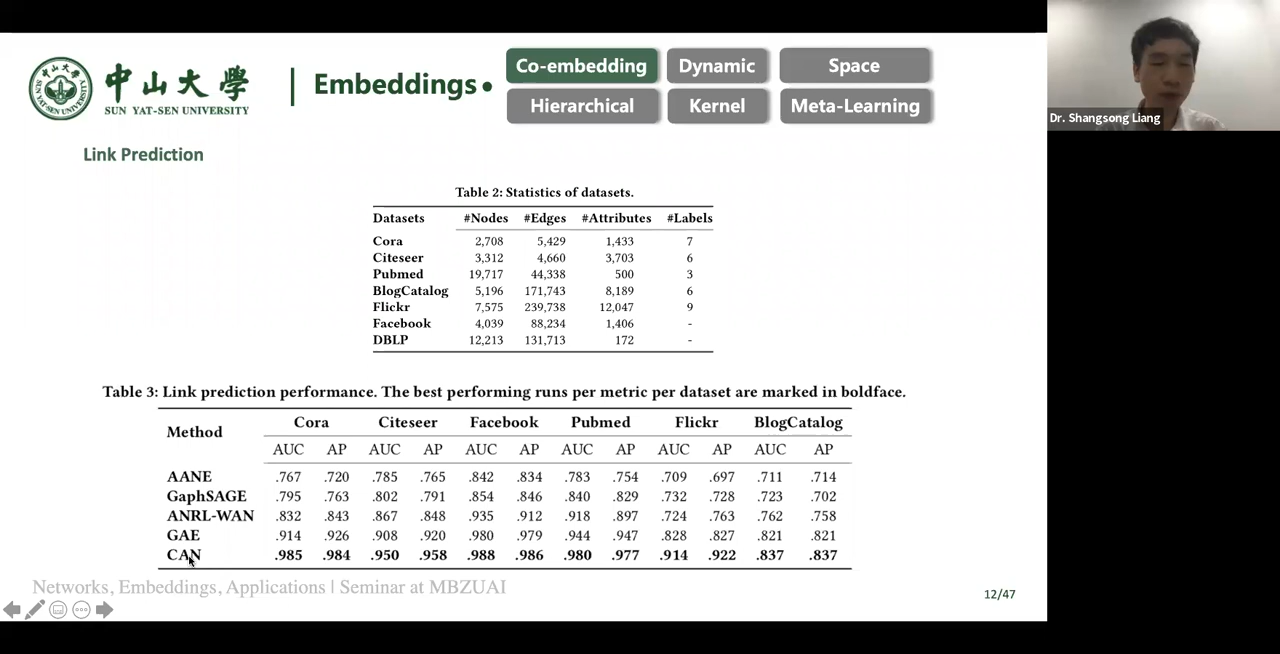 中山大學
SUN YAT-SEN UNIVERSITY
Embeddings
Co-embedding Dynamic Space
Hierarchical Kernel Meta-Learning
Dr. Shangsong Liang
Link Prediction
Table 2: Statistics of datasets.
Datasets #Nodes #Edges #Attributes #Labels
Cora 2,708 5,429 1,433 7
Citeseer 3,312 4,660 3,703 6
Pubmed 19,717 44,338 500 3
BlogCatalog 5,196 171,743 8,189 6
Flickr 7,575 239,738 12,047 9
Facebook 4,039 88,234 1,406 -
DBLP 12,213 131,713 172 -
Table 3: Link prediction performance. The best performing runs per metric per dataset are marked in boldface.
Method Cora Citeseer Facebook Pubmed Flickr BlogCatalog
AUC AP AUC AP AUC AP AUC AP AUC AP AUC AP
AANE .767 .720 .785 .765 .842 .834 .783 .754 .709 .697 .711 .714
GaphSAGE .795 .763 .802 .791 .854 .846 .840 .829 .732 .728 .723 .702
ANRL-WAN .832 .843 .867 .848 .935 .912 .918 .897 .724 .763 .762 .758
GAE .914 .926 .908 .920 .980 .979 .944 .947 .828 .827 .821 .821
CAN .985 .984 .950 .958 .988 .986 .980 .977 .914 .922 .837 .837
Networks, Embeddings, Applications | Seminar at MBZUAI
12/47